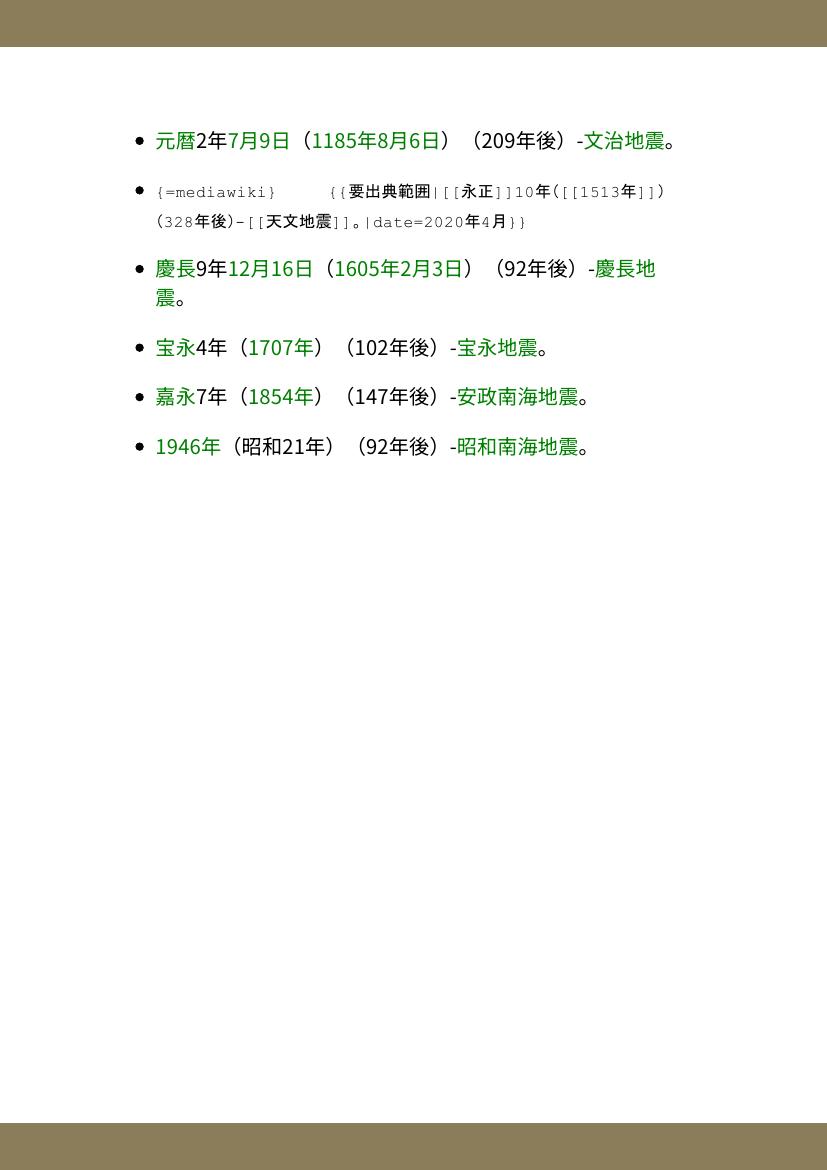 元暦2年7月9日（1185年8月6日）（209年後）-文治地震。
{=mediawiki} {{要出典範囲|[[永正]]10年([[1513年]])
(328年後)-[[天文地震]]。|date=2020年4月}}
慶長9年12月16日（1605年2月3日）（92年後）-慶長地
震。
宝永4年（1707年）（102年後）-宝永地震。
嘉永7年（1854年）（147年後）-安政南海地震。
1946年（昭和21年）（92年後）-昭和南海地震。